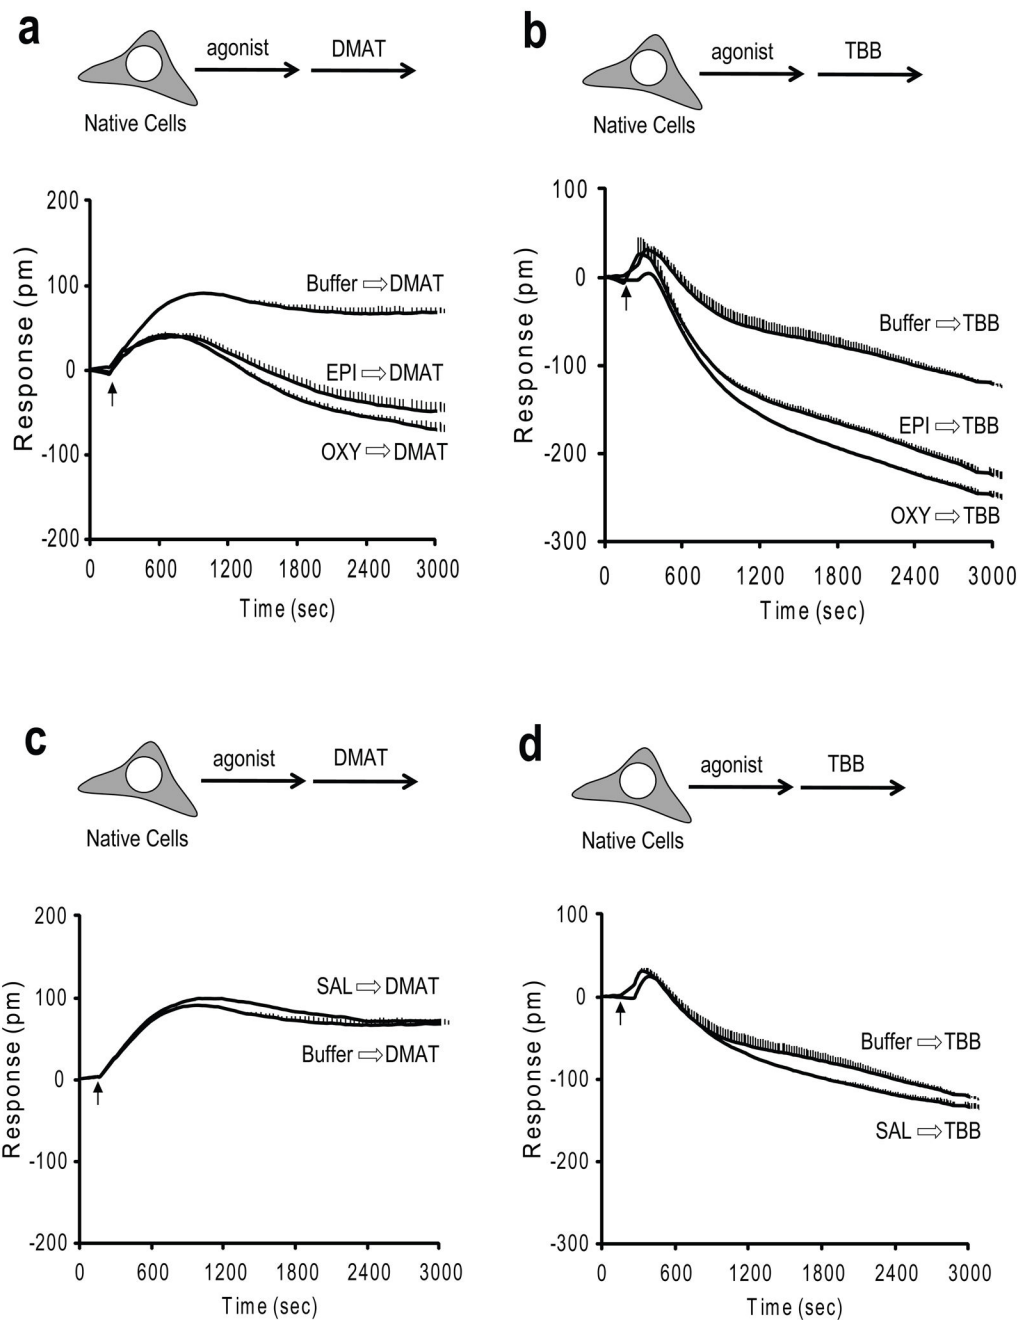 a
agonist DMAT
Native Cells
200
100
0
-100
-200
Response (pm)
Buffer ⇨ DMAT
EPI ⇨ DMAT
OXY ⇨ DMAT
0 600 1200 1800 2400 3000
Time (sec)
b
agonist TBB
Native Cells
100
0
-100
-200
-300
Response (pm)
Buffer ⇨ TBB
EPI ⇨ TBB
OXY ⇨ TBB
0 600 1200 1800 2400 3000
Time (sec)
c
agonist DMAT
Native Cells
200
100
0
-100
-200
Response (pm)
SAL ⇨ DMAT
Buffer ⇨ DMAT
0 600 1200 1800 2400 3000
Time (sec)
d
agonist TBB
Native Cells
100
0
-100
-200
-300
Response (pm)
Buffer ⇨ TBB
SAL ⇨ TBB
0 600 1200 1800 2400 3000
Time (sec)